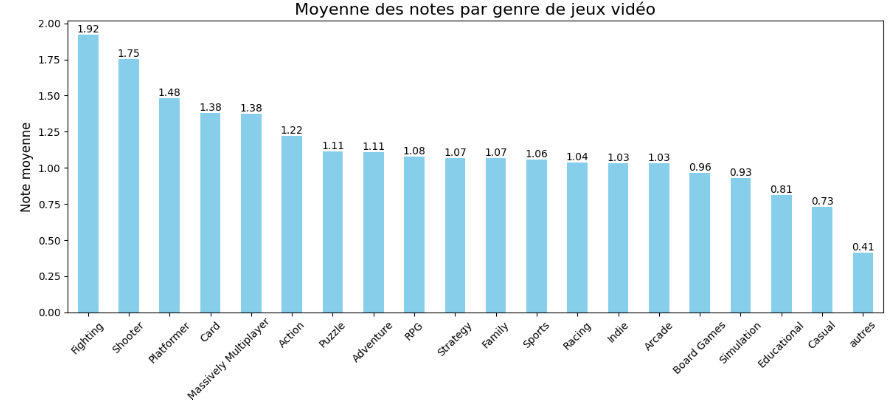 Moyenne des notes par genre de jeux vidéo
Note moyenne
2.00
1.75
1.50
1.25
1.00
0.75
0.50
0.25
0.00
1.92
1.75
1.48
1.38
1.38
1.22
1.11
1.11
1.08
1.07
1.07
1.06
1.04
1.03
1.03
0.96
0.93
0.81
0.73
0.41
Fighting
Shooter
Platformer
Card
Massively Multiplayer
Action
Puzzle
Adventure
RPG
Strategy
Family
Sports
Racing
Indie
Arcade
Board Games
Simulation
Educational
Casual
autres